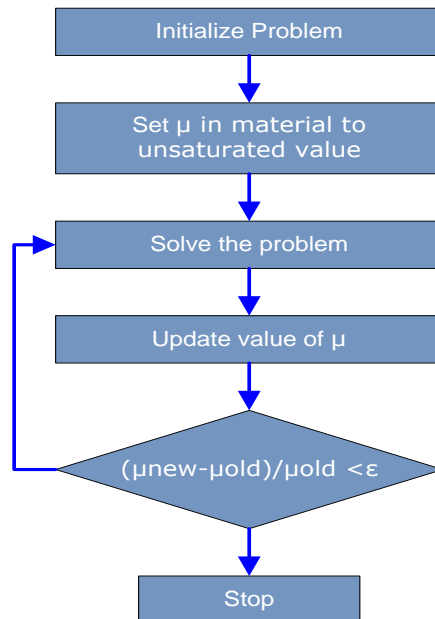 Initialize Problem
Set μ in material to
unsaturated value
Solve the problem
Update value of μ
(μnew-μold)/μold <ε
Stop